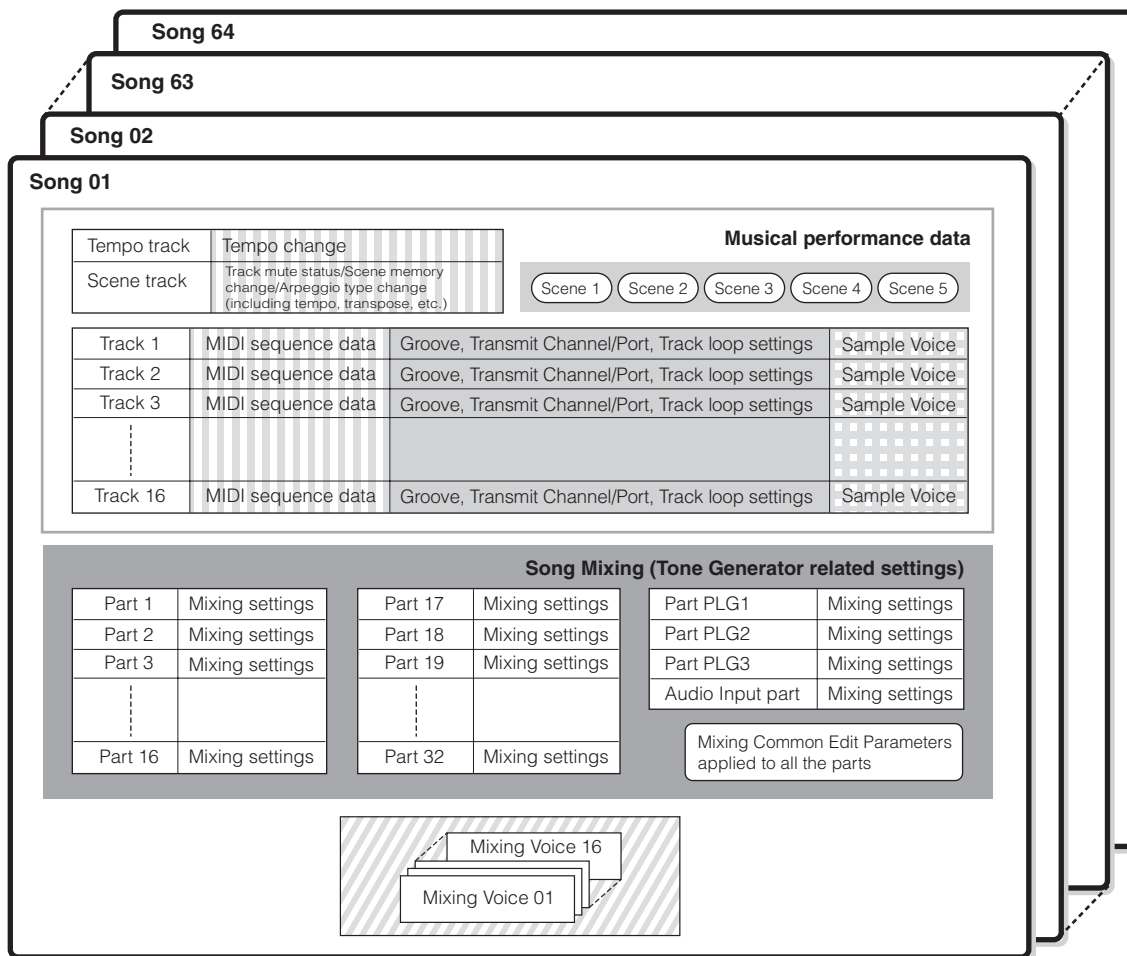 Song 64
Song 63
Song 02
Song 01
Musical performance data
Tempo track Tempo change
Scene track Track mute status/Scene memory
change/Arpeggio type change
(including tempo, transpose, etc.)
Scene 1 Scene 2 Scene 3 Scene 4 Scene 5
Track 1 MIDI sequence data Groove, Transmit Channel/Port, Track loop settings Sample Voice
Track 2 MIDI sequence data Groove, Transmit Channel/Port, Track loop settings Sample Voice
Track 3 MIDI sequence data Groove, Transmit Channel/Port, Track loop settings Sample Voice
Track 16 MIDI sequence data Groove, Transmit Channel/Port, Track loop settings Sample Voice
Song Mixing (Tone Generator related settings)
Part 1 Mixing settings
Part 2 Mixing settings
Part 3 Mixing settings
Part 16 Mixing settings
Part 17 Mixing settings
Part 18 Mixing settings
Part 19 Mixing settings
Part 32 Mixing settings
Part PLG1 Mixing settings
Part PLG2 Mixing settings
Part PLG3 Mixing settings
Audio Input part Mixing settings
Mixing Common Edit Parameters
applied to all the parts
Mixing Voice 16
Mixing Voice 01